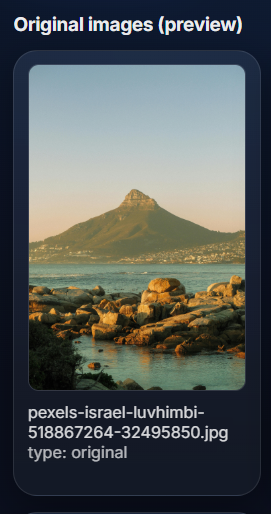 Original images (preview)
pexels-israel-luvhimbi-
518867264-32495850.jpg
type: original